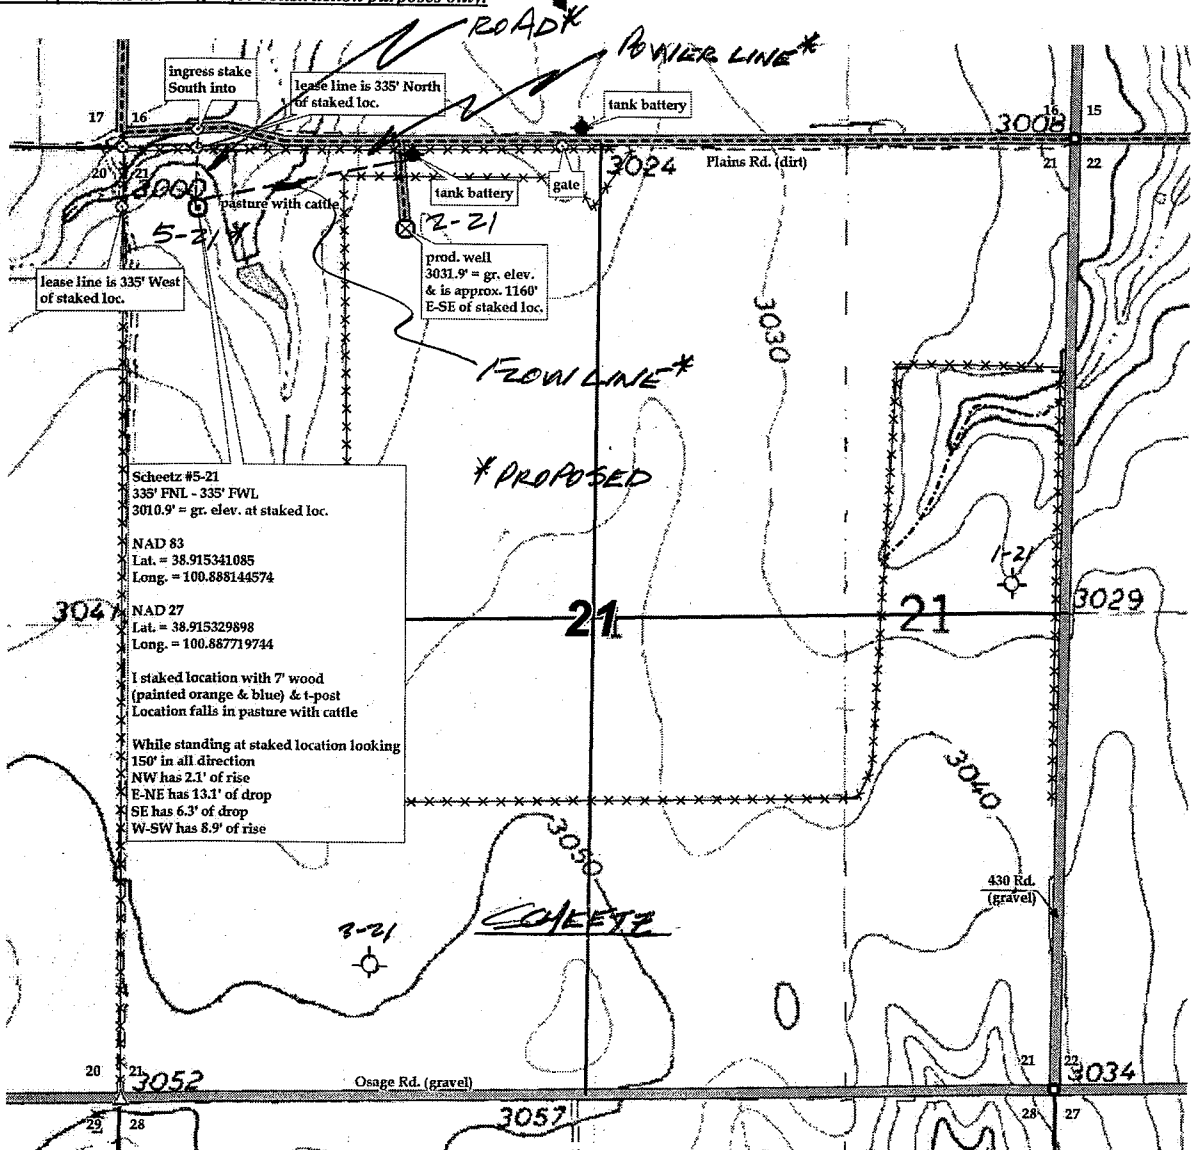 construction purposes only.
ROAD*
POWER LINE*
ingress stake
South into
lease line is 335' North
of staked loc.
tank battery
17 16
16 15
3008
20 21
21 22
3024
Plains Rd. (dirt)
3000
pasture with cattle
tank battery
gate
5-21*
2-21
prod. well
3031.9' = gr. elev.
& is approx. 1160'
E-SE of staked loc.
lease line is 335' West
of staked loc.
3030
FLOWLINE*
*PROPOSED
Scheetz #5-21
335' FNL - 335' FWL
3010.9' = gr. elev. at staked loc.
NAD 83
Lat. = 38.915341085
Long. = 100.888144574
NAD 27
Lat. = 38.915329898
Long. = 100.887719744
I staked location with 7' wood
(painted orange & blue) & t-post
Location falls in pasture with cattle
While standing at staked location looking
150' in all direction
NW has 2.1' of rise
E-NE has 13.1' of drop
SE has 6.3' of drop
W-SW has 8.9' of rise
1-21
3047
21
21
3029
3040
3050
430 Rd.
(gravel)
SCHEETZ
3-21
20 21
3052
Osage Rd. (gravel)
21 22
3034
29 28
3057
28 27